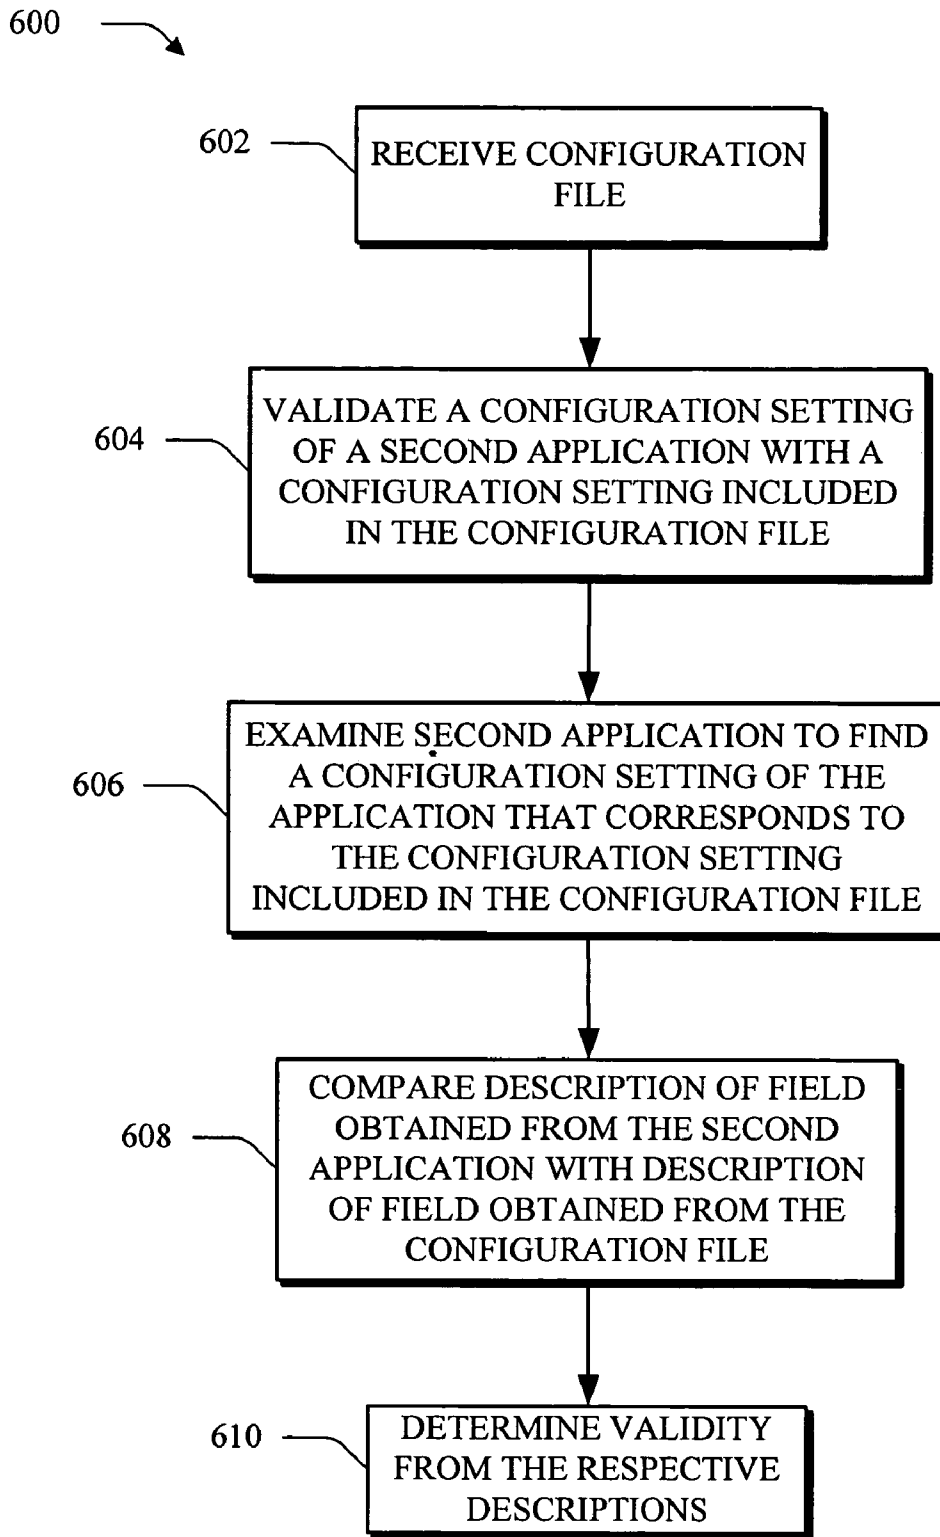 600
602
RECEIVE CONFIGURATION
FILE
604
VALIDATE A CONFIGURATION SETTING
OF A SECOND APPLICATION WITH A
CONFIGURATION SETTING INCLUDED
IN THE CONFIGURATION FILE
606
EXAMINE SECOND APPLICATION TO FIND
A CONFIGURATION SETTING OF THE
APPLICATION THAT CORRESPONDS TO
THE CONFIGURATION SETTING
INCLUDED IN THE CONFIGURATION FILE
608
COMPARE DESCRIPTION OF FIELD
OBTAINED FROM THE SECOND
APPLICATION WITH DESCRIPTION
OF FIELD OBTAINED FROM THE
CONFIGURATION FILE
610
DETERMINE VALIDITY
FROM THE RESPECTIVE
DESCRIPTIONS